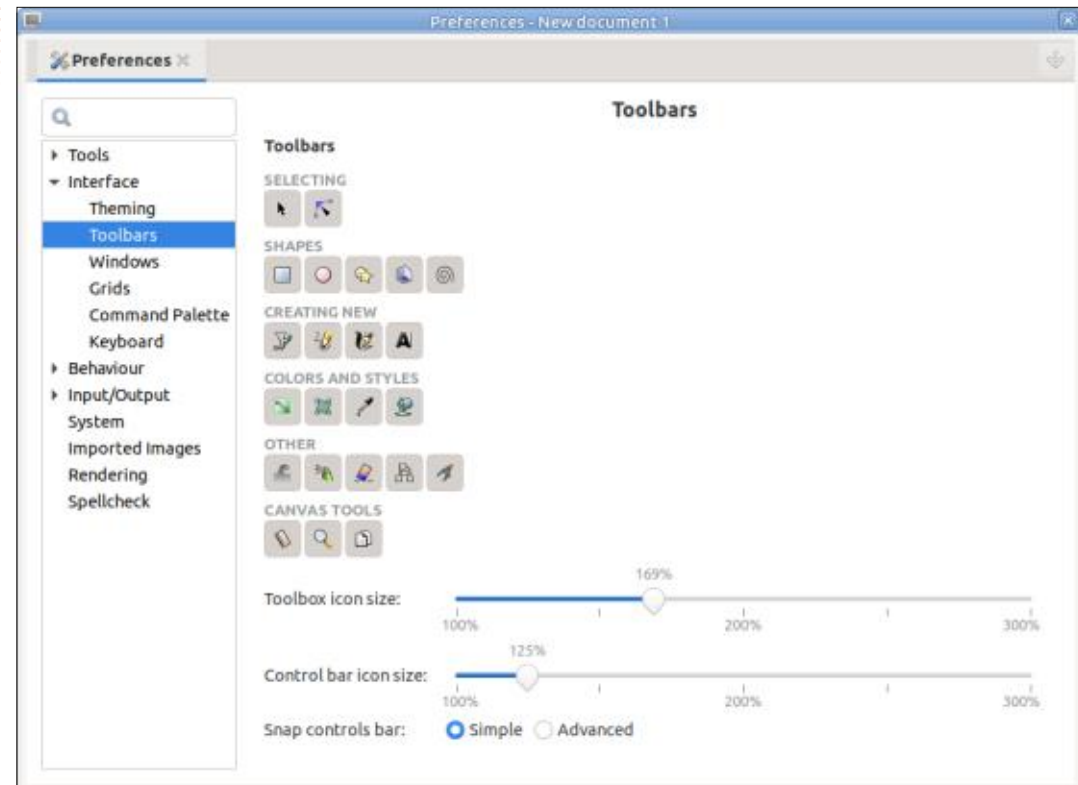 Preferences - New document 1
Preferences
Toolbars
Tools
Interface
Theming
Toolbars
Windows
Grids
Command Palette
Keyboard
Behaviour
Input/Output
System
Imported Images
Rendering
Spellcheck
Toolbars
SELECTING
SHAPES
CREATING NEW
A
COLORS AND STYLES
OTHER
CANVAS TOOLS
169%
Toolbox icon size:
100% 200% 300%
125%
Control bar icon size:
100% 200% 300%
Snap controls bar: Simple Advanced